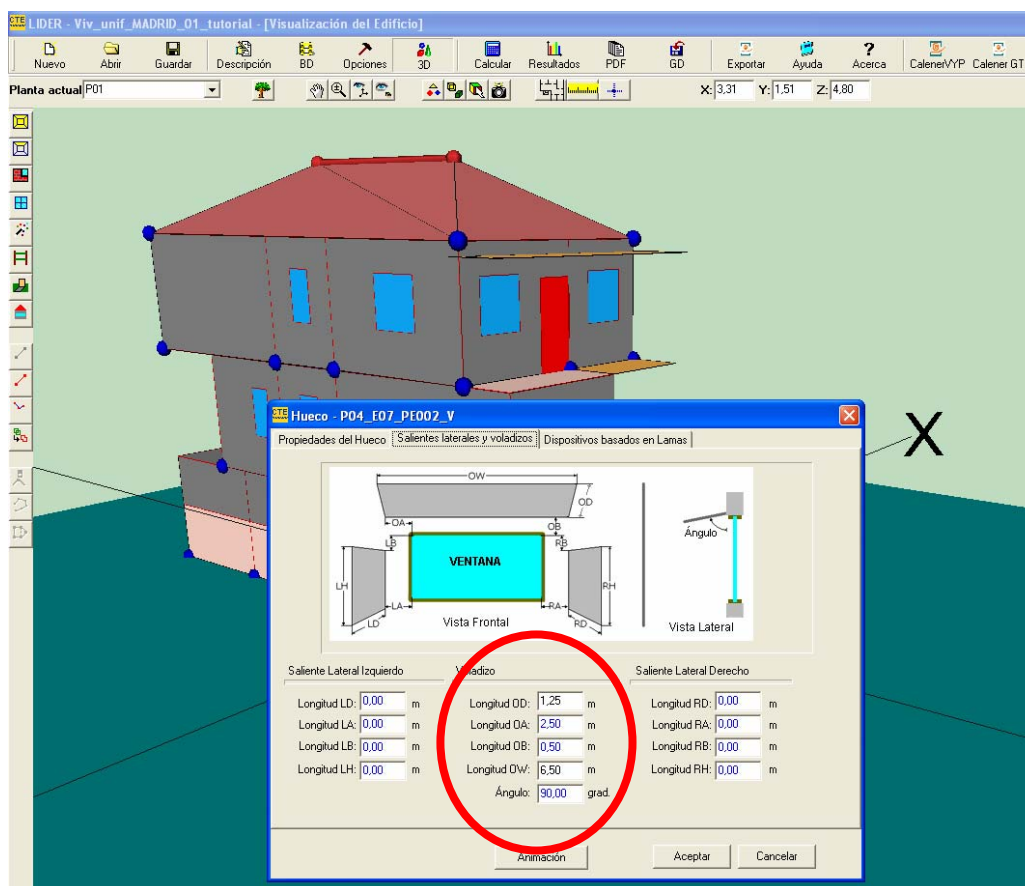 CTE LIDER - Viv_unif_MADRID_01_tutorial - [Visualización del Edificio]
Nuevo Abrir Guardar Descripción BD Opciones 3D Calcular Resultados PDF GD Exportar Ayuda Acerca CalenerVYP Calener GT
Planta actual P01 X: 3,31 Y: 1,51 Z: 4,80
X
CTE Hueco - P04_E07_PE002_V
Propiedades del Hueco Salientes laterales y voladizos Dispositivos basados en Lamas
OW
OD
OA OB
LB RB
Ángulo
VENTANA
LH RH
LA RA
LD Vista Frontal RD Vista Lateral
Saliente Lateral Izquierdo Voladizo Saliente Lateral Derecho
Longitud LD: 0,00 m Longitud OD: 1,25 m Longitud RD: 0,00 m
Longitud LA: 0,00 m Longitud OA: 2,50 m Longitud RA: 0,00 m
Longitud LB: 0,00 m Longitud OB: 0,50 m Longitud RB: 0,00 m
Longitud LH: 0,00 m Longitud OW: 6,50 m Longitud RH: 0,00 m
Ángulo: 90,00 grad.
Animación Aceptar Cancelar